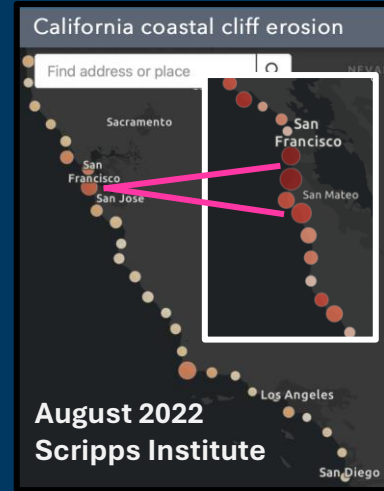 California coastal cliff erosion
Find address or place
NEVA
Sacramento
San
Francisco
San Jose
San
Francisco
San Mateo
Los Angeles
San Diego
August 2022
Scripps Institute